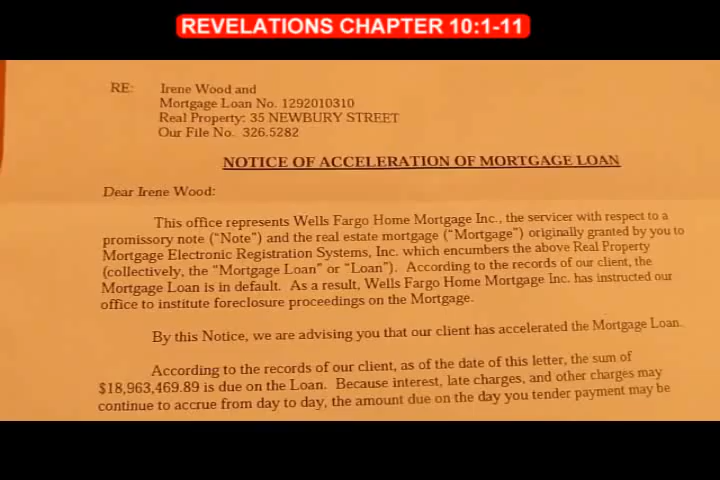 REVELATIONS CHAPTER 10:1-11
RE: Irene Wood and
Mortgage Loan No. 1292010310
Real Property: 35 NEWBURY STREET
Our File No. 326.5282
NOTICE OF ACCELERATION OF MORTGAGE LOAN
Dear Irene Wood:
This office represents Wells Fargo Home Mortgage Inc., the servicer with respect to a
promissory note (“Note”) and the real estate mortgage (“Mortgage”) originally granted by you to
Mortgage Electronic Registration Systems, Inc. which encumbers the above Real Property
(collectively, the “Mortgage Loan” or “Loan”). According to the records of our client, the
Mortgage Loan is in default. As a result, Wells Fargo Home Mortgage Inc. has instructed our
office to institute foreclosure proceedings on the Mortgage.
By this Notice, we are advising you that our client has accelerated the Mortgage Loan.
According to the records of our client, as of the date of this letter, the sum of
$18,963,469.89 is due on the Loan. Because interest, late charges, and other charges may
continue to accrue from day to day, the amount due on the day you tender payment may be